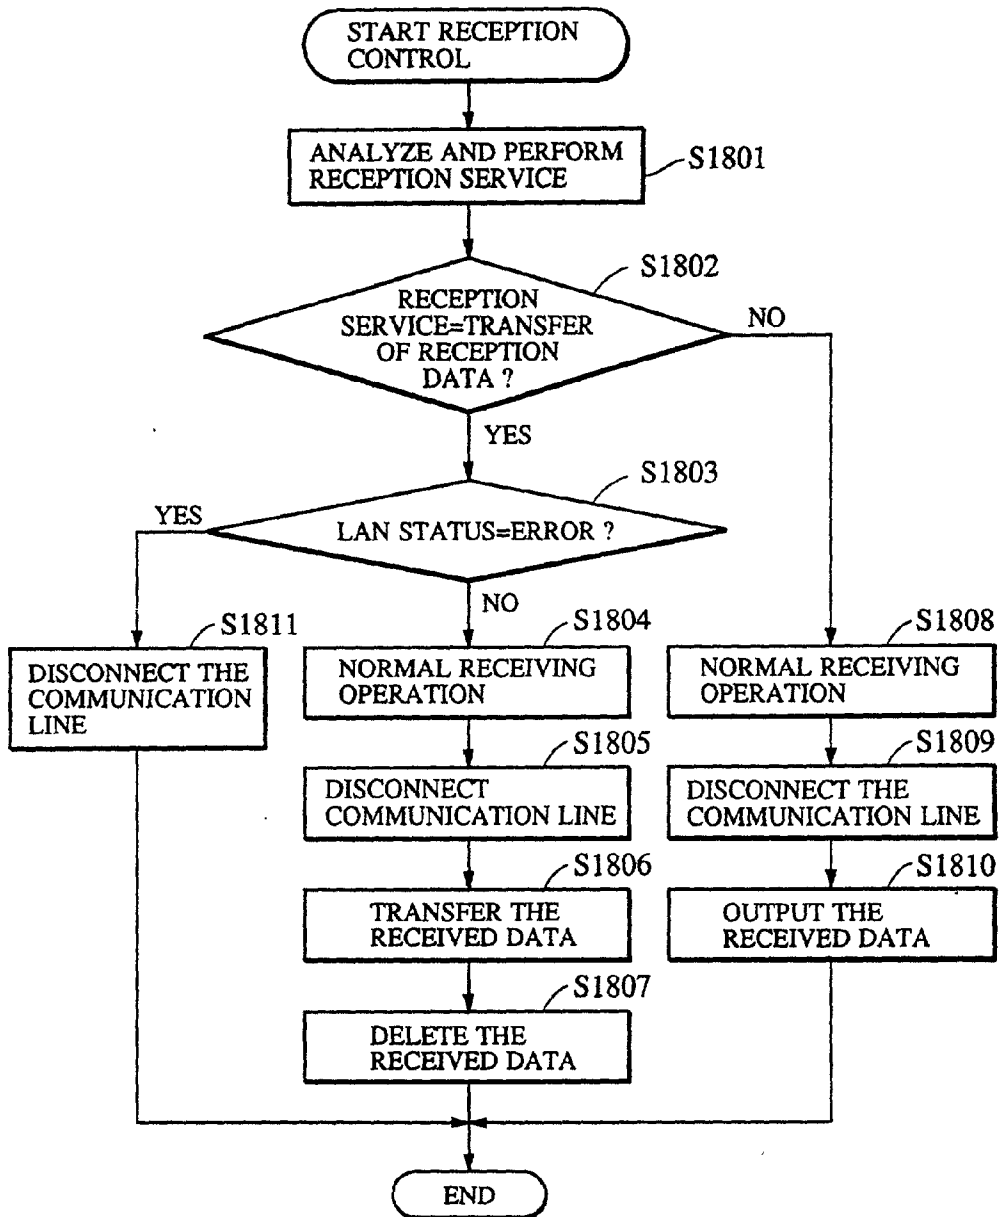 START RECEPTION
CONTROL
ANALYZE AND PERFORM
RECEPTION SERVICE
S1801
S1802
RECEPTION
SERVICE=TRANSFER
OF RECEPTION
DATA ?
NO
YES
S1803
YES
LAN STATUS=ERROR ?
NO
S1811
DISCONNECT THE
COMMUNICATION
LINE
S1804
NORMAL RECEIVING
OPERATION
S1808
NORMAL RECEIVING
OPERATION
S1805
DISCONNECT
COMMUNICATION LINE
S1809
DISCONNECT THE
COMMUNICATION LINE
S1806
TRANSFER THE
RECEIVED DATA
S1810
OUTPUT THE
RECEIVED DATA
S1807
DELETE THE
RECEIVED DATA
END